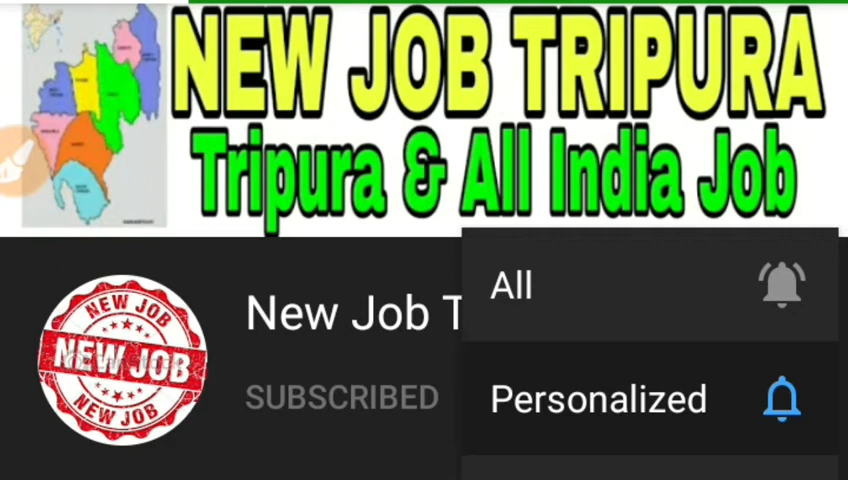 NEW JOB TRIPURA
Tripura & All India Job
All
New Job T
NEW JOB
NEW JOB
NEW JOB
SUBSCRIBED
Personalized